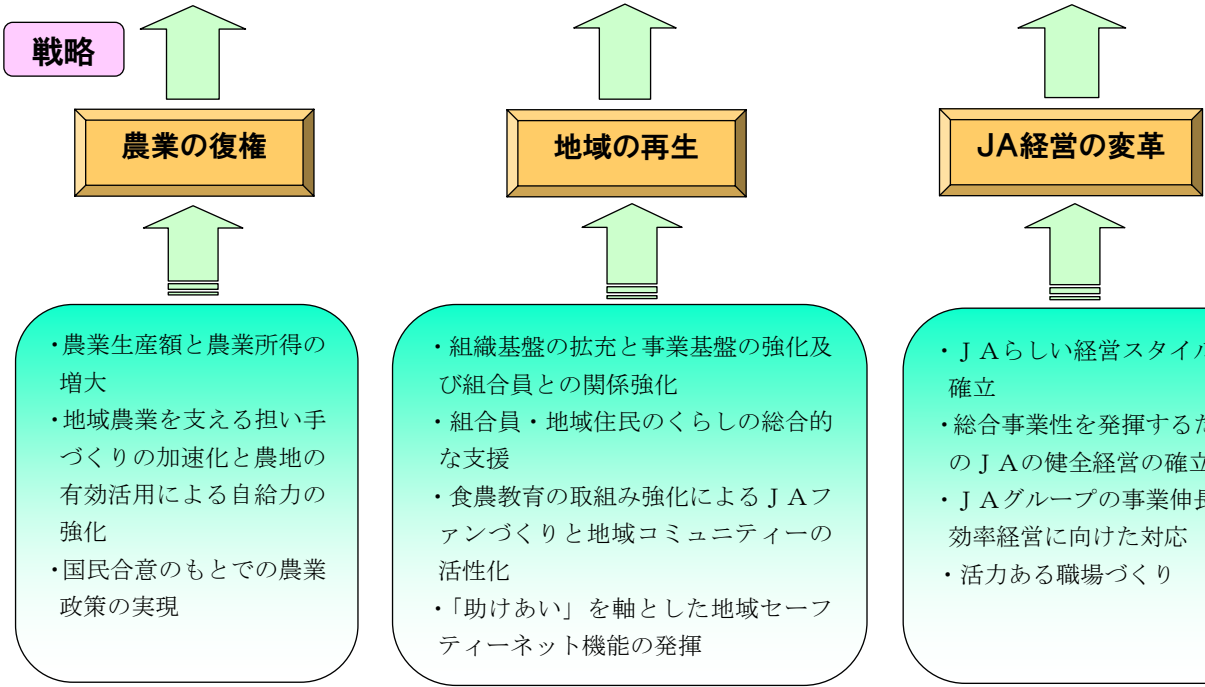 戦略
農業の復権
地域の再生
JA経営の変革
・農業生産額と農業所得の
増大
・地域農業を支える担い手
づくりの加速化と農地の
有効活用による自給力の
強化
・国民合意のもとでの農業
政策の実現
・組織基盤の拡充と事業基盤の強化及
び組合員との関係強化
・組合員・地域住民のくらしの総合的
な支援
・食農教育の取組み強化によるＪＡフ
ァンづくりと地域コミュニティーの
活性化
・「助けあい」を軸とした地域セーフ
ティーネット機能の発揮
・ＪＡらしい経営スタイ
確立
・総合事業性を発揮する
のＪＡの健全経営の確立
・ＪＡグループの事業伸長
効率経営に向けた対応
・活力ある職場づくり